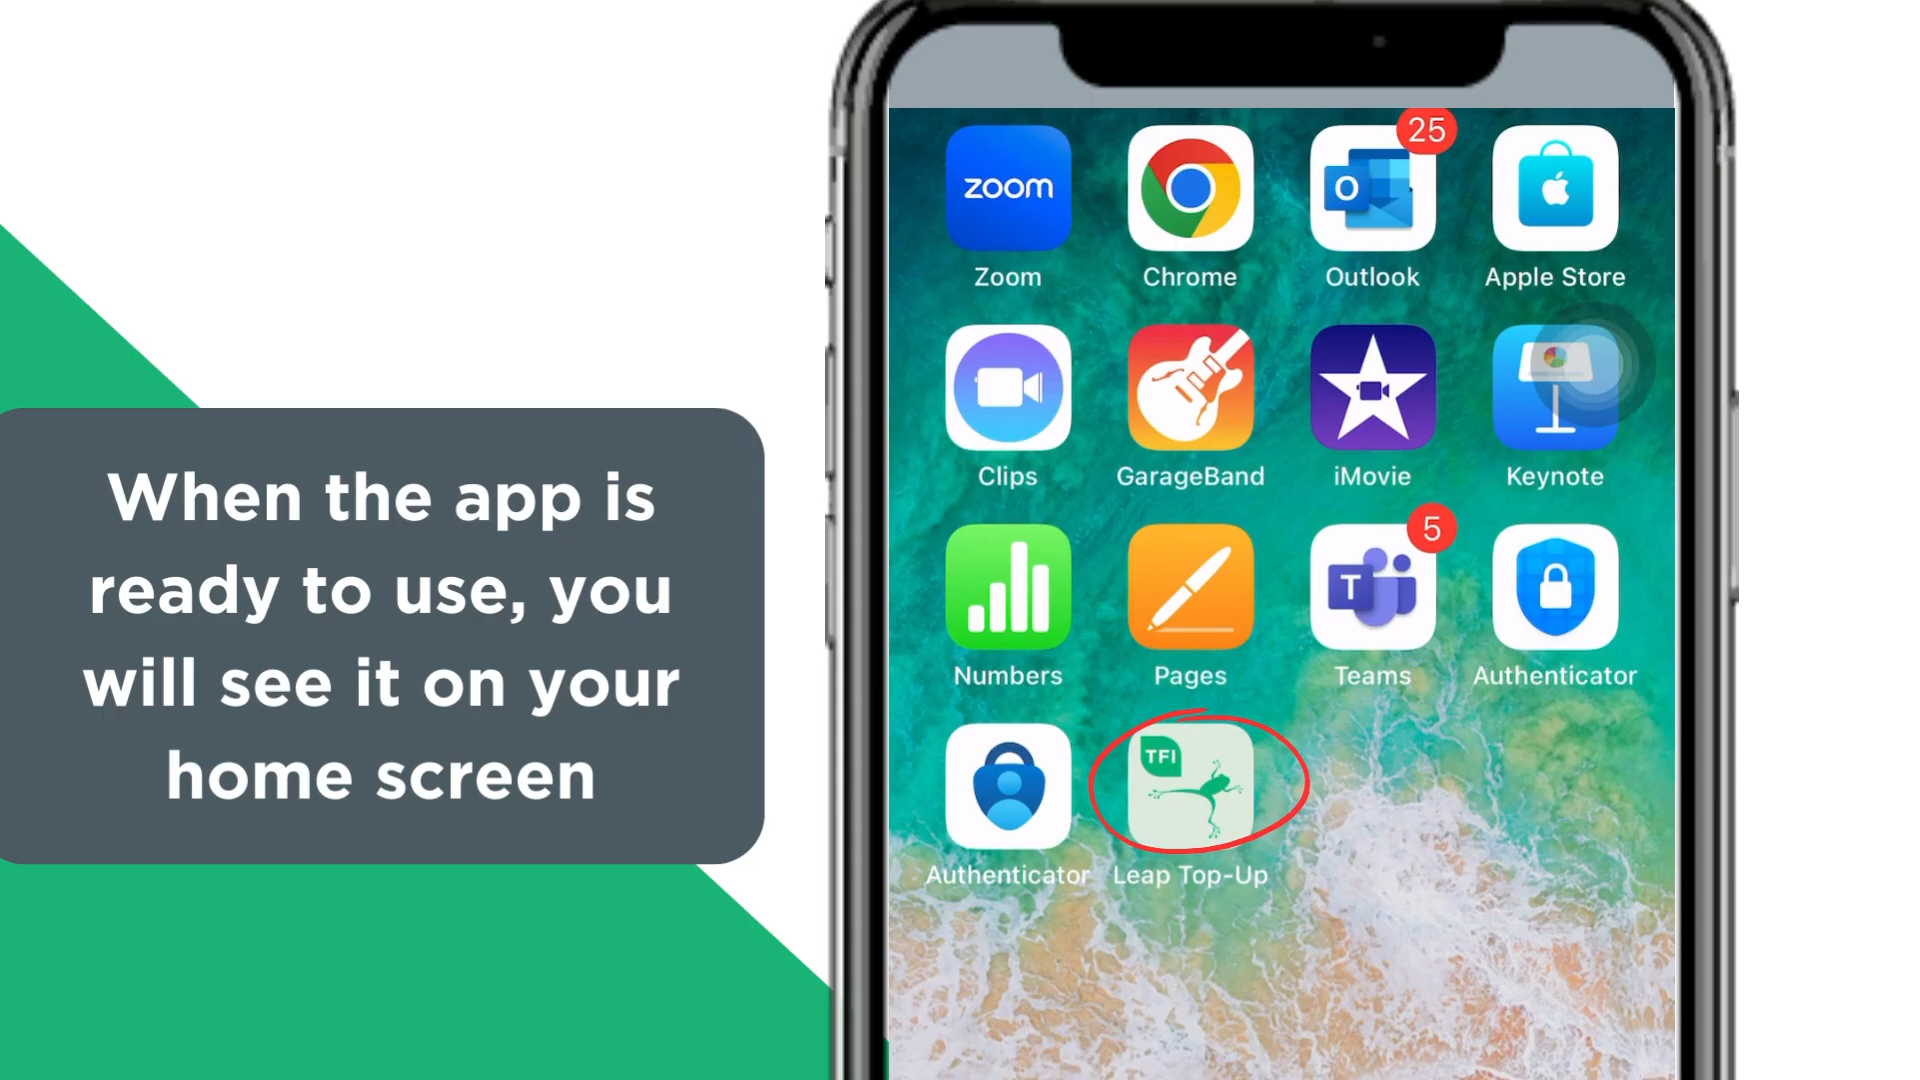 When the app is
ready to use, you
will see it on your
home screen
25
zoom
O
Zoom
Chrome
Outlook
Apple Store
Clips
GarageBand
iMovie
Keynote
5
T
Numbers
Pages
Teams
Authenticator
TFI
Authenticator
Leap Top-Up